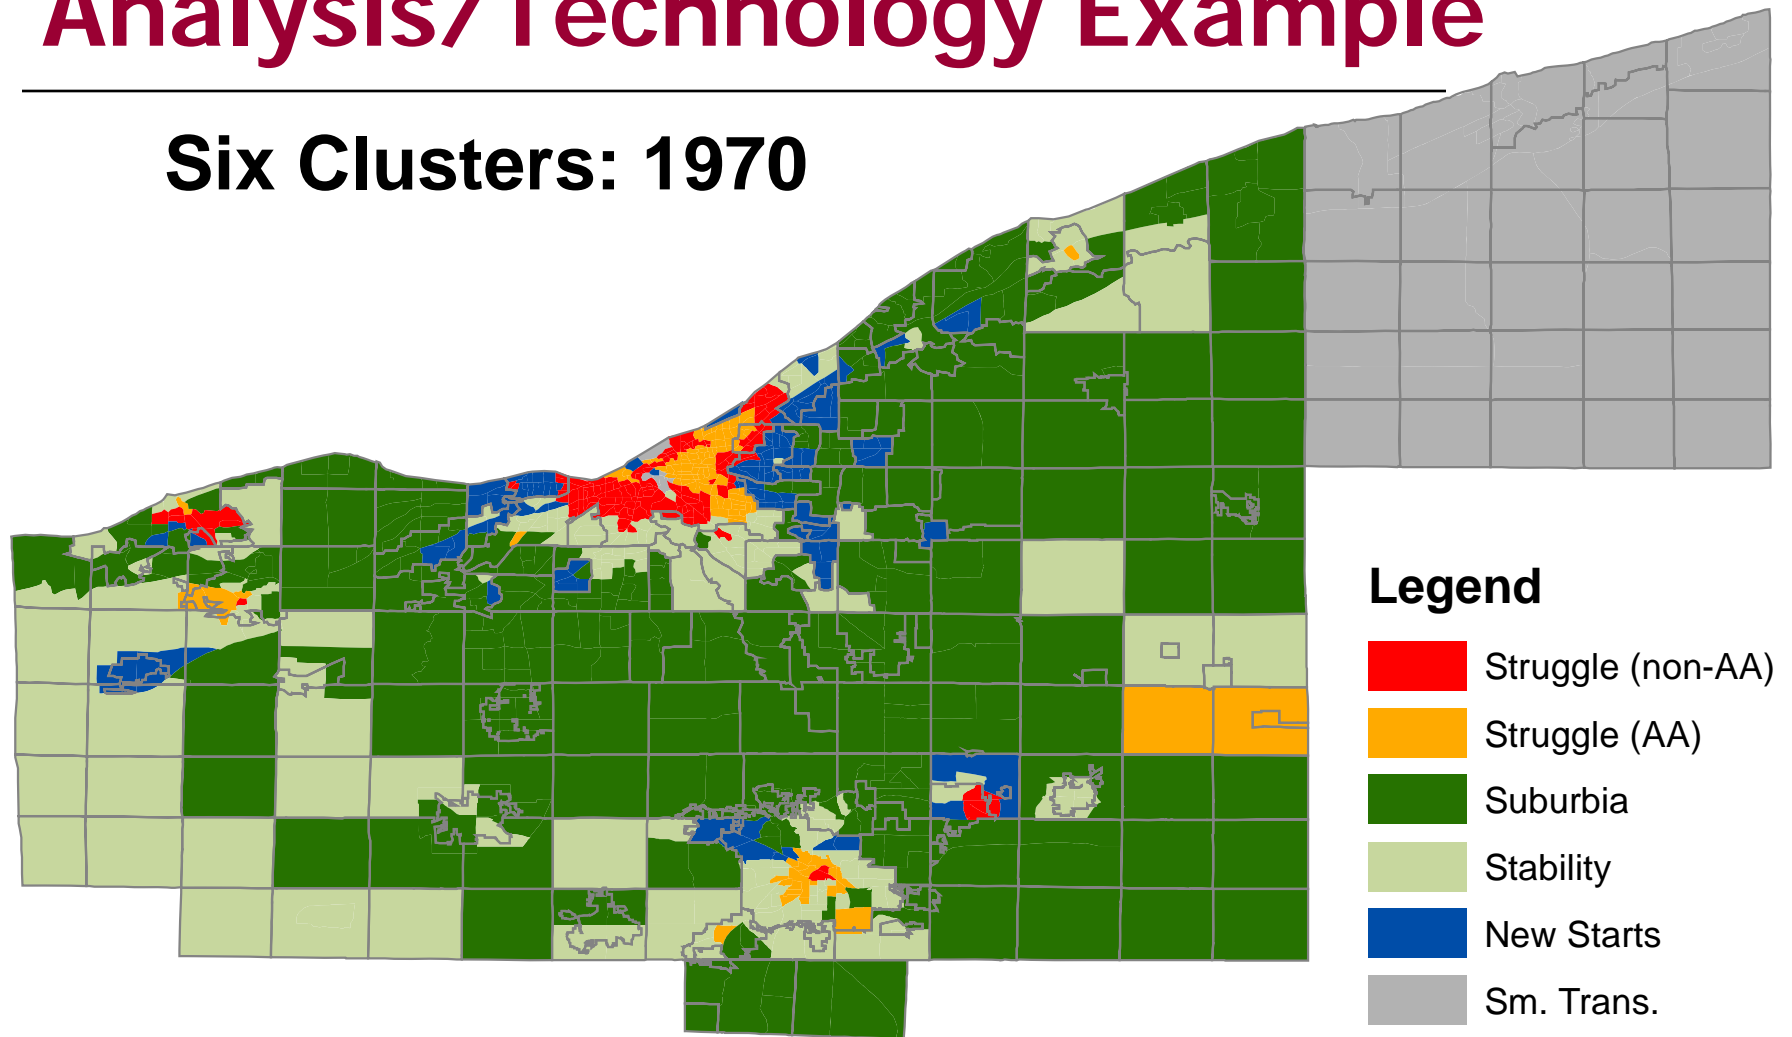 Analysis/Technology Example
Six Clusters: 1970
Legend
Struggle (non-AA)
Struggle (AA)
Suburbia
Stability
New Starts
Sm. Trans.